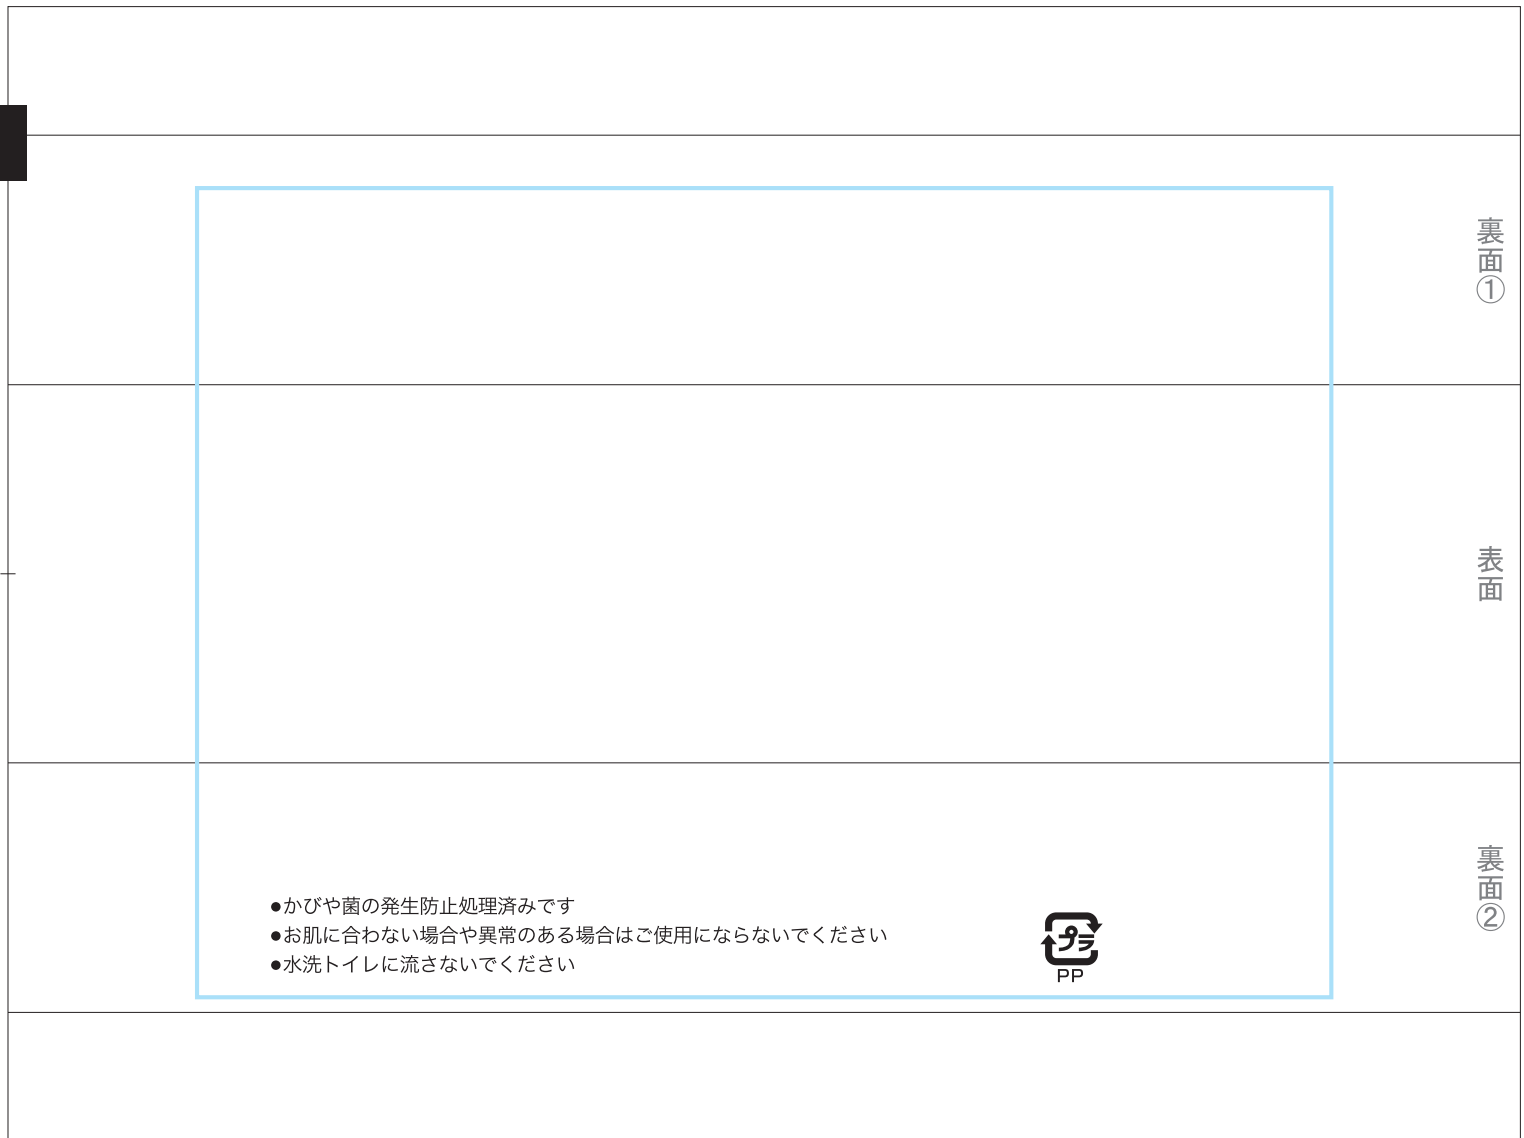 裏面①
表面
裏面②
●かびや菌の発生防止処理済みです
●お肌に合わない場合や異常のある場合はご使用にならないでください
●水洗トイレに流さないでください
プラ
PP